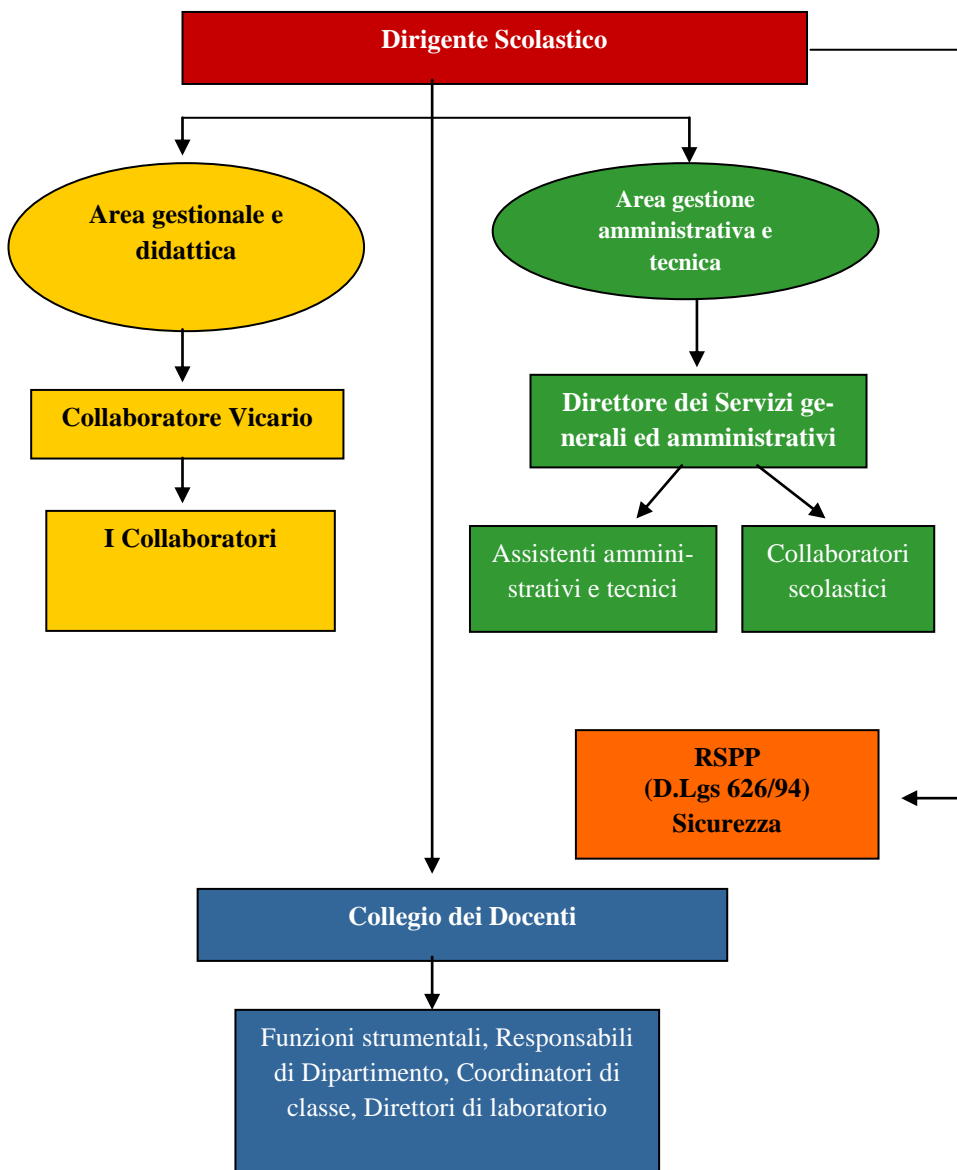 Dirigente Scolastico
Area gestionale e
didattica
Area gestione
amministrativa e
tecnica
Collaboratore Vicario
Direttore dei Servizi ge-
nerali ed amministrativi
I Collaboratori
Assistenti ammini-
strativi e tecnici
Collaboratori
scolastici
RSPP
(D.Lgs 626/94)
Sicurezza
Collegio dei Docenti
Funzioni strumentali, Responsabili
di Dipartimento, Coordinatori di
classe, Direttori di laboratorio